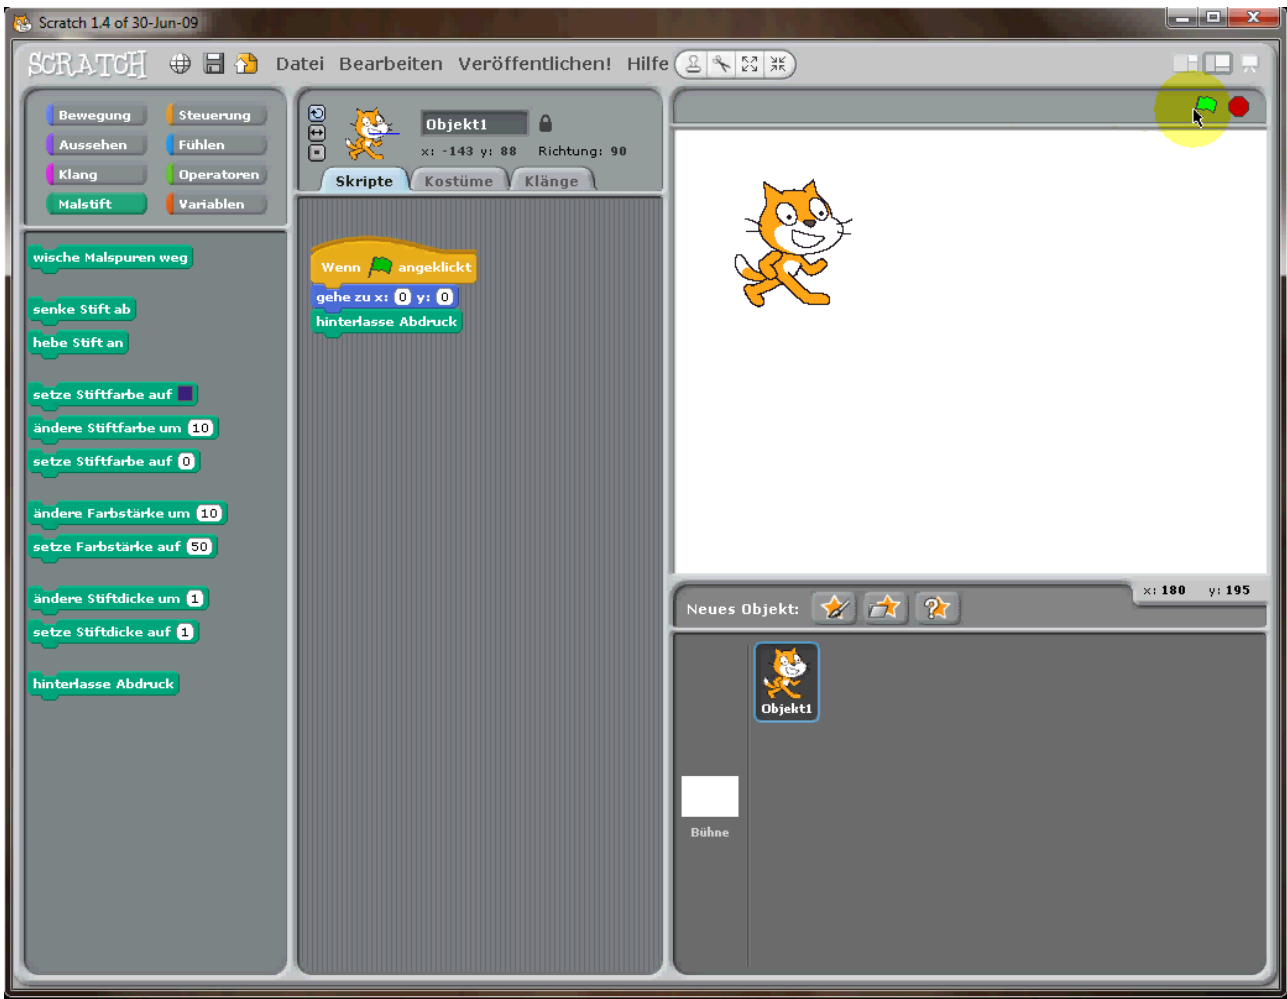 Scratch 1.4 of 30-Jun-09
SCRATCH Datei Bearbeiten Veröffentlichen! Hilfe
Bewegung Steuerung
Aussehen Fühlen
Klang Operatoren
Malstift Variablen
wische Malspuren weg
senke Stift ab
hebe Stift an
setze Stiftfarbe auf
ändere Stiftfarbe um 10
setze Stiftfarbe auf 0
ändere Farbstärke um 10
setze Farbstärke auf 50
ändere Stiftdicke um 1
setze Stiftdicke auf 1
hinterlasse Abdruck
Objekt1
x: -143 y: 88 Richtung: 90
Skripte Kostüme Klänge
Wenn angeklickt
gehe zu x: 0 y: 0
hinterlasse Abdruck
x: 180 y: 195
Neues Objekt:
Objekt1
Bühne